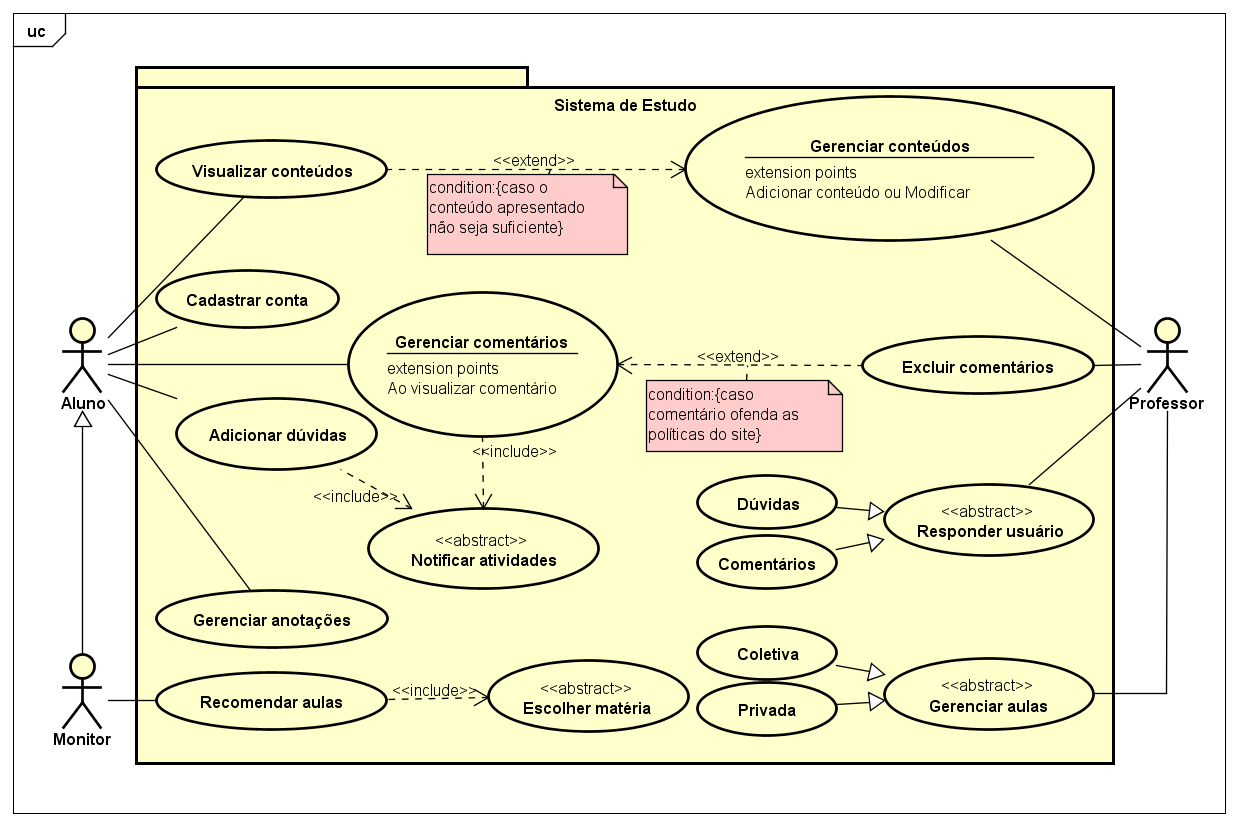 uc
Sistema de Estudo
Visualizar conteúdos
<<extend>>
condition:{caso o
conteúdo apresentado
não seja suficiente}
Gerenciar conteúdos
extension points
Adicionar conteúdo ou Modificar
Cadastrar conta
Gerenciar comentários
extension points
Ao visualizar comentário
<<extend>>
condition:{caso
comentário ofenda as
políticas do site}
Excluir comentários
Aluno
Professor
Adicionar dúvidas
<<include>>
<<include>>
<<abstract>>
Notificar atividades
Dúvidas
Comentários
<<abstract>>
Responder usuário
Gerenciar anotações
Monitor
Recomendar aulas
<<include>>
<<abstract>>
Escolher matéria
Coletiva
Privada
<<abstract>>
Gerenciar aulas